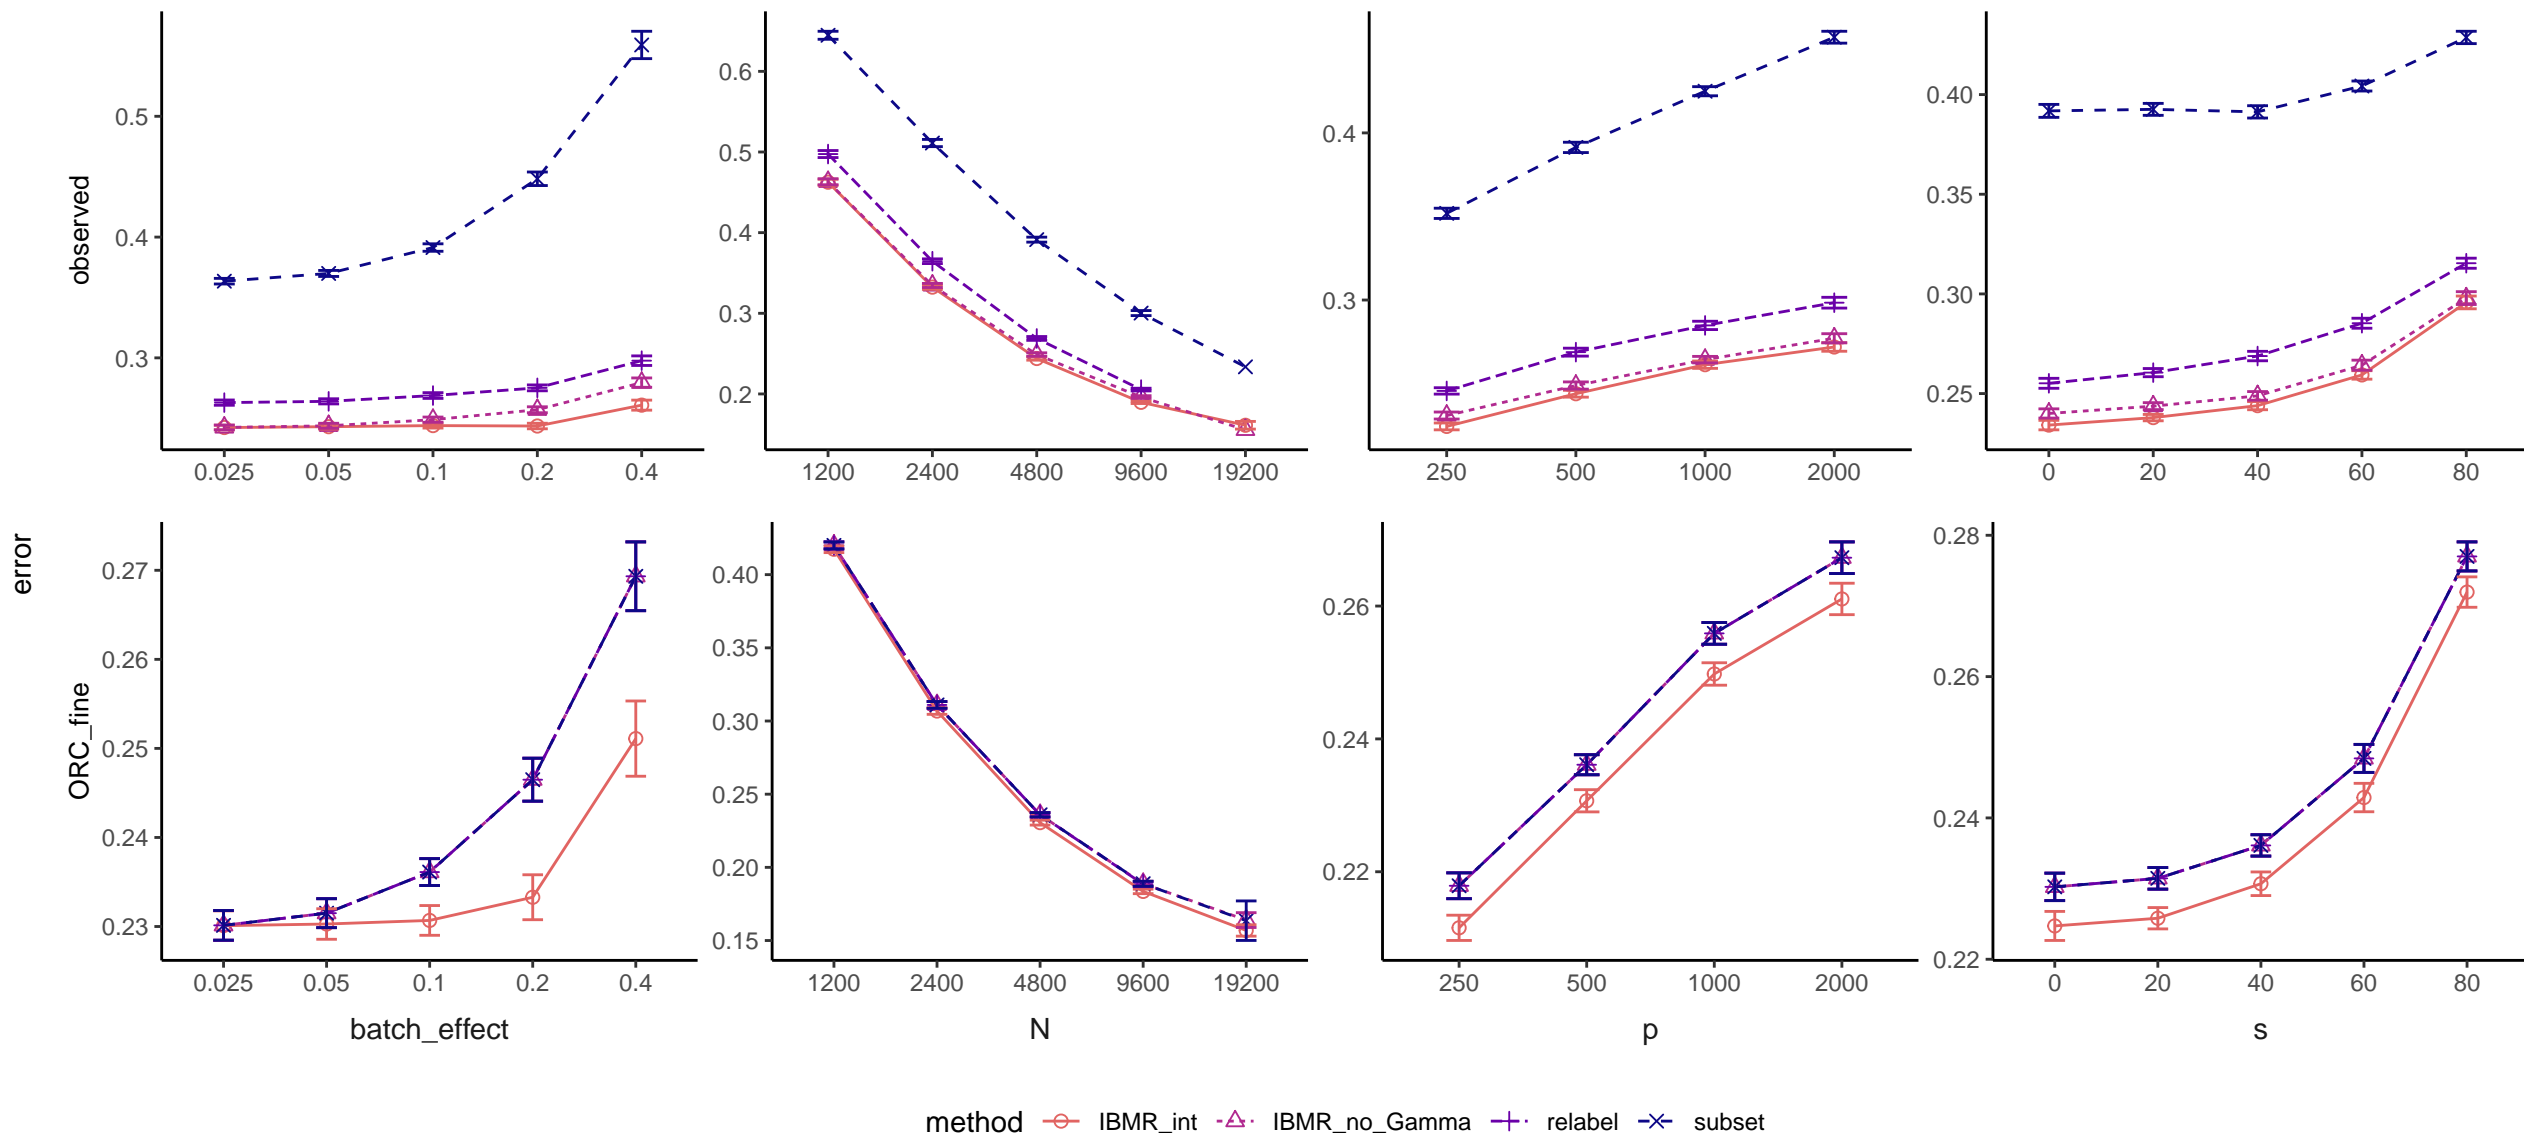 observed
0.5
0.4
0.3
0.025 0.05 0.1 0.2 0.4
0.6
0.5
0.4
0.3
0.2
1200 2400 4800 9600 19200
0.4
0.3
250 500 1000 2000
0.40
0.35
0.30
0.25
0 20 40 60 80
error
ORC_fine
0.27
0.26
0.25
0.24
0.23
0.025 0.05 0.1 0.2 0.4
batch_effect
0.40
0.35
0.30
0.25
0.20
0.15
1200 2400 4800 9600 19200
N
0.26
0.24
0.22
250 500 1000 2000
p
0.28
0.26
0.24
0.22
0 20 40 60 80
s
method IBMR_int IBMR_no_Gamma relabel subset